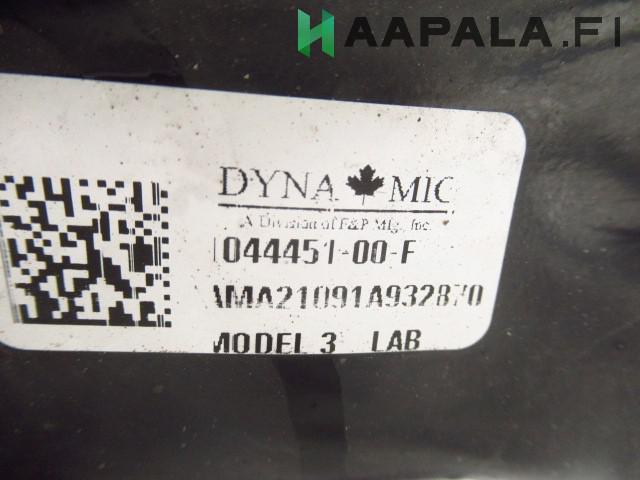 HAAPALA.FI
DYNA MIC
A Division of F&P Mfg., Inc.
1044451-00-F
AMA21091A932870
MODEL 3 LAB